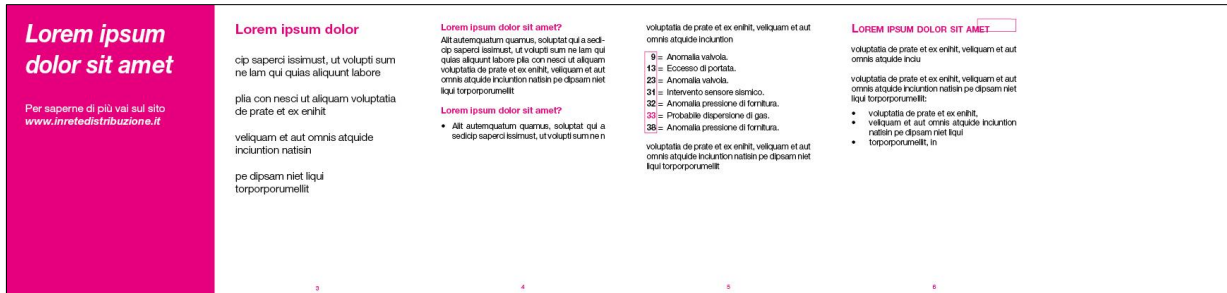 Lorem ipsum
dolor sit amet
Per saperne di più vai sul sito
www.inretedistribuzione.it
Lorem ipsum dolor
cip saperci issimust, ut volupti sum
ne lam qui quias aliquunt labore
plia con nesci ut aliquam voluptatia
de prate et ex enihit
veliquam et aut omnis atquide
inciuntion natisin
pe dipsam niet liqui
torporporumellit
3
Lorem ipsum dolor sit amet?
Alit autemquatum quamus, soluptat qui a sedi-
cip saperci issimust, ut volupti sum ne lam qui
quias aliquunt labore plia con nesci ut aliquam
voluptatia de prate et ex enihit, veliquam et aut
omnis atquide inciuntion natisin pe dipsam niet
liqui torporporumellit
Lorem ipsum dolor sit amet?
• Alit autemquatum quamus, soluptat qui a
sedicip saperci issimust, ut volupti sum ne n
4
voluptatia de prate et ex enihit, veliquam et aut
omnis atquide inciuntion
9 = Anomalia valvola.
13 = Eccesso di portata.
23 = Anomalia valvola.
31 = Intervento sensore sismico.
32 = Anomalia pressione di fornitura.
33 = Probabile dispersione di gas.
38 = Anomalia pressione di fornitura.
voluptatia de prate et ex enihit, veliquam et aut
omnis atquide inciuntion natisin pe dipsam niet
liqui torporporumellit
5
LOREM IPSUM DOLOR SIT AMET
voluptatia de prate et ex enihit, veliquam et aut
omnis atquide inciu
voluptatia de prate et ex enihit, veliquam et aut
omnis atquide inciuntion natisin pe dipsam niet
liqui torporporumellit:
• voluptatia de prate et ex enihit,
• veliquam et aut omnis atquide inciuntion
natisin pe dipsam niet liqui
• torporporumellit, in
6